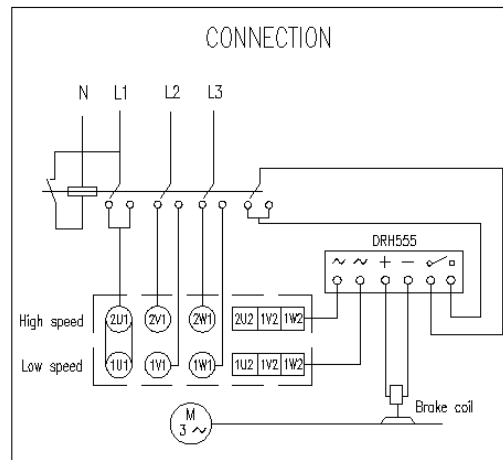 CONNECTION
N L1 L2 L3
DRH555
~ ~ + −
High speed 2U1 2V1 2W1 2U2 1V2 1W2
Low speed 1U1 1V1 1W1 1U2 1V2 1W2
M
3 ~
Brake coil